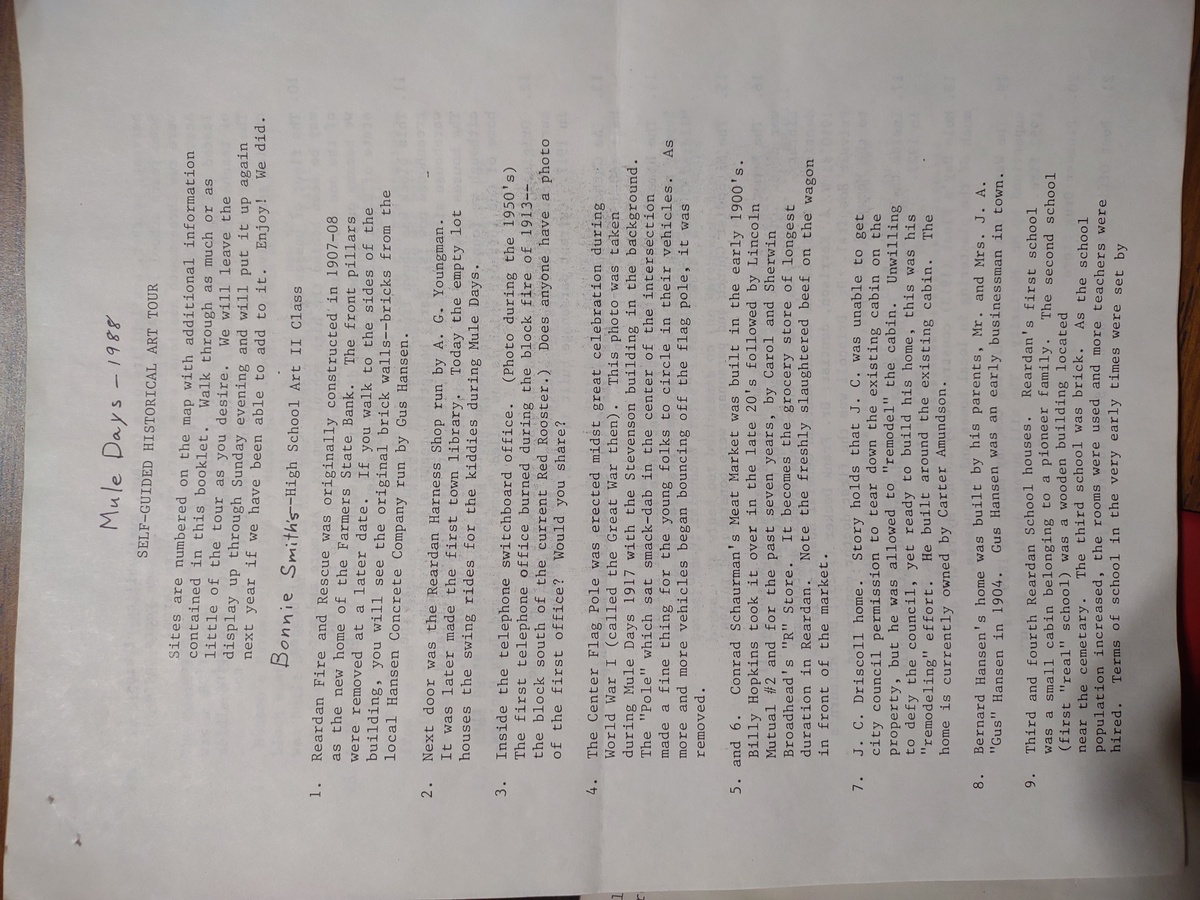 Mule Days - 1988
SELF-GUIDED HISTORICAL ART TOUR
Sites are numbered on the map with additional information
contained in this booklet. Walk through as much or as
little of the tour as you desire. We will leave the
display up through Sunday evening and will put it up again
next year if we have been able to add to it. Enjoy! We did.
Bonnie Smith's-High School Art II Class
1. Reardan Fire and Rescue was originally constructed in 1907-08
as the new home of the Farmers State Bank. The front pillars
were removed at a later date. If you walk to the sides of the
building, you will see the original brick walls--bricks from the
local Hansen Concrete Company run by Gus Hansen.
2. Next door was the Reardan Harness Shop run by A. G. Youngman.
It was later made the first town library. Today the empty lot
houses the swing rides for the kiddies during Mule Days.
3. Inside the telephone switchboard office. (Photo during the 1950's)
The first telephone office burned during the block fire of 1913--
the block south of the current Red Rooster.) Does anyone have a photo
of the first office? Would you share?
4. The Center Flag Pole was erected midst great celebration during
World War I (called the Great War then). This photo was taken
during Mule Days 1917 with the Stevenson building in the background.
The "Pole" which sat smack-dab in the center of the intersection
made a fine thing for the young folks to circle in their vehicles. As
more and more vehicles began bouncing off the flag pole, it was
removed.
5. and 6. Conrad Schaurman's Meat Market was built in the early 1900's.
Billy Hopkins took it over in the late 20's followed by Lincoln
Mutual #2 and for the past seven years, by Carol and Sherwin
Broadhead's "R" Store. It becomes the grocery store of longest
duration in Reardan. Note the freshly slaughtered beef on the wagon
in front of the market.
7. J. C. Driscoll home. Story holds that J. C. was unable to get
city council permission to tear down the existing cabin on the
property, but he was allowed to "remodel" the cabin. Unwilling
to defy the council, yet ready to build his home, this was his
"remodeling" effort. He built around the existing cabin. The
home is currently owned by Carter Amundson.
8. Bernard Hansen's home was built by his parents, Mr. and Mrs. J. A.
"Gus" Hansen in 1904. Gus Hansen was an early businessman in town.
9. Third and fourth Reardan School houses. Reardan's first school
was a small cabin belonging to a pioneer family. The second school
(first "real" school) was a wooden building located
near the cemetary. The third school was brick. As the school
population increased, the rooms were used and more teachers were
hired. Terms of school in the very early times were set by